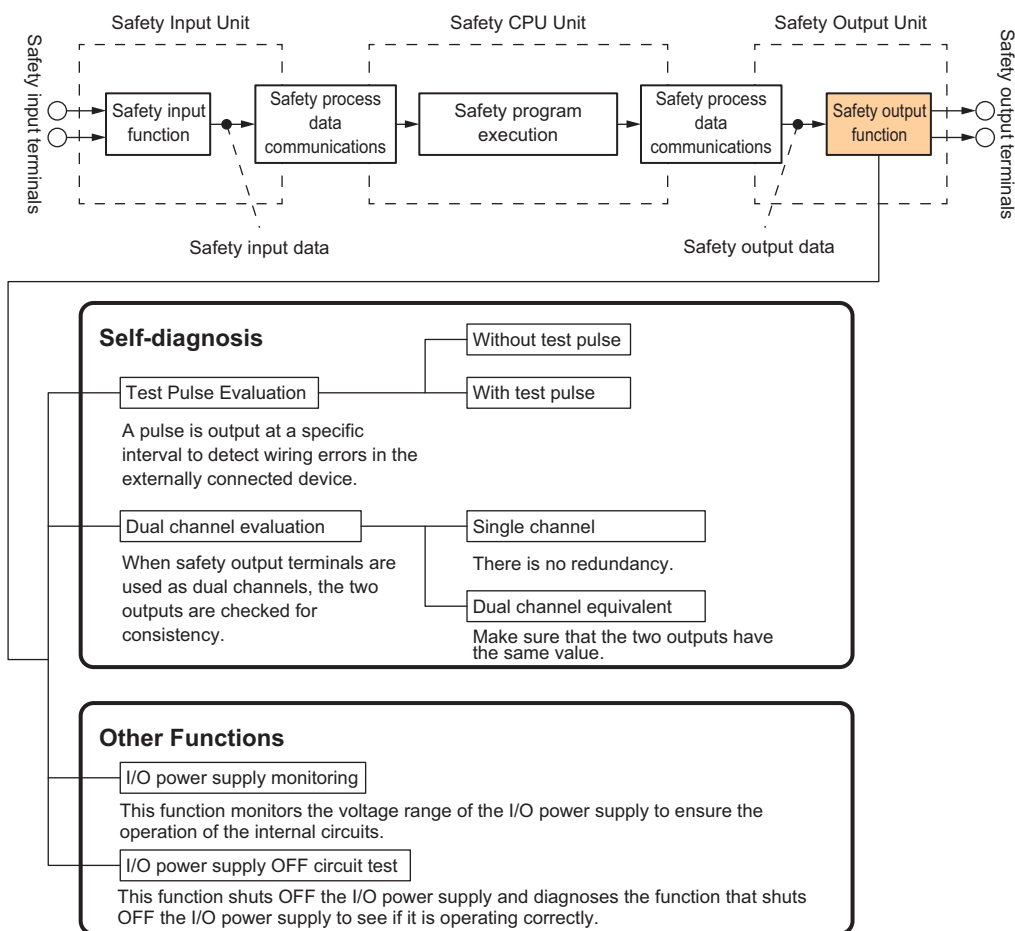 Safety Input Unit
Safety CPU Unit
Safety Output Unit
Safety input terminals
Safety input
function
Safety process
data
communications
Safety program
execution
Safety process
data
communications
Safety output
function
Safety output terminals
Safety input data
Safety output data
Self-diagnosis
Without test pulse
Test Pulse Evaluation
With test pulse
A pulse is output at a specific
interval to detect wiring errors in the
externally connected device.
Dual channel evaluation
Single channel
When safety output terminals are
used as dual channels, the two
outputs are checked for
consistency.
There is no redundancy.
Dual channel equivalent
Make sure that the two outputs have
the same value.
Other Functions
I/O power supply monitoring
This function monitors the voltage range of the I/O power supply to ensure the
operation of the internal circuits.
I/O power supply OFF circuit test
This function shuts OFF the I/O power supply and diagnoses the function that shuts
OFF the I/O power supply to see if it is operating correctly.